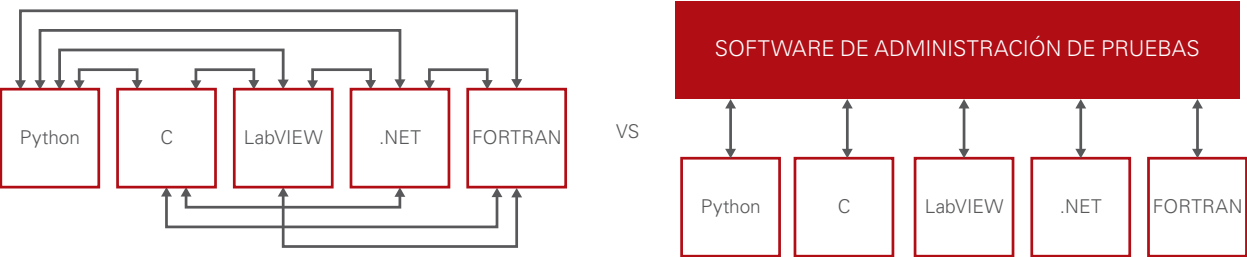 Python
C
LabVIEW
.NET
FORTRAN
VS
SOFTWARE DE ADMINISTRACIÓN DE PRUEBAS
Python
C
LabVIEW
.NET
FORTRAN